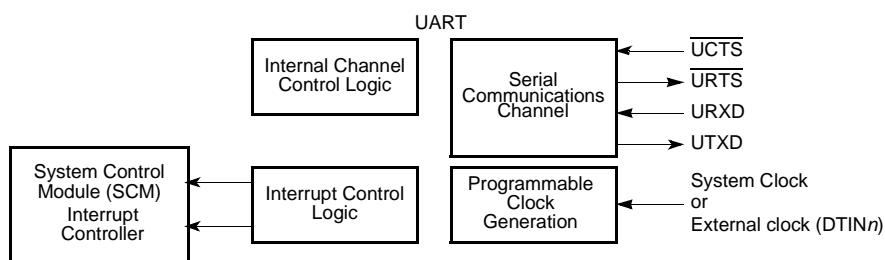 UART
Internal Channel
Control Logic
Serial
Communications
Channel
UCTS
URTS
URXD
UTXD
System Control
Module (SCM)
Interrupt
Controller
Interrupt Control
Logic
Programmable
Clock
Generation
System Clock
or
External clock (DTINn)